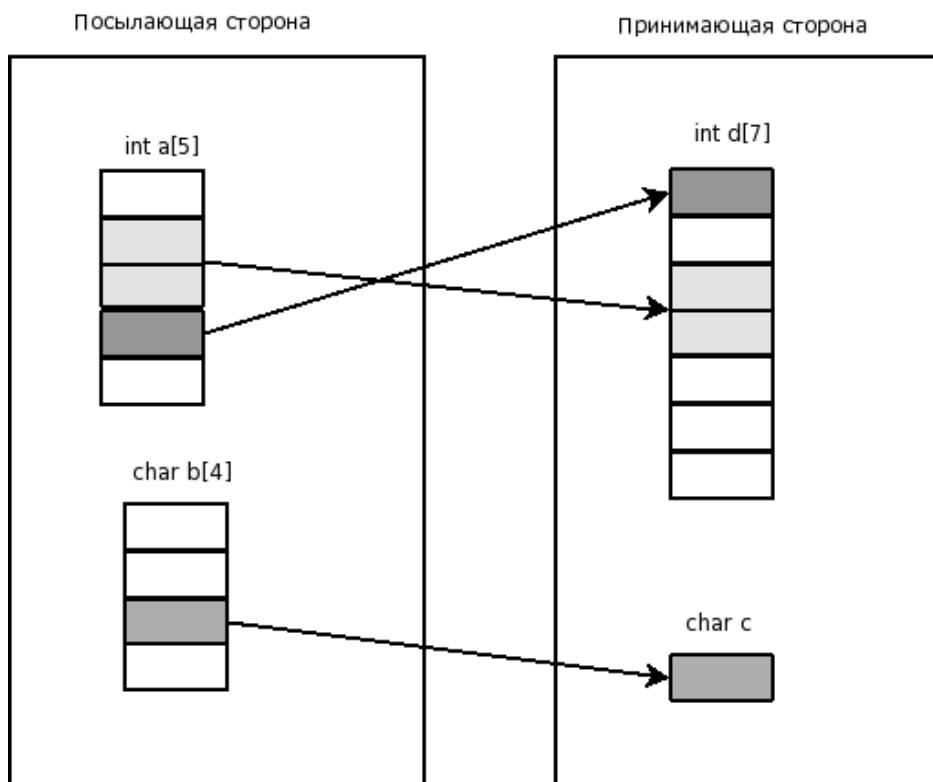 Посылающая сторона
Принимающая сторона
int a[5]
int d[7]
char b[4]
char c